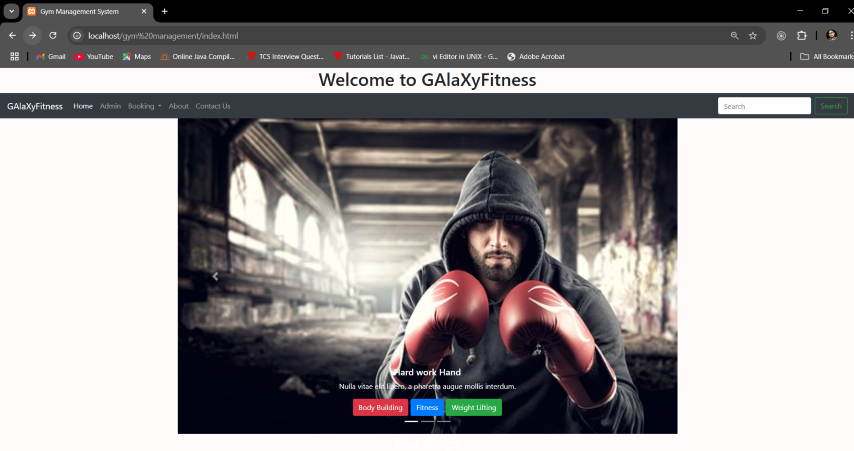 Gym Management System
localhost/gym%20management/index.html
Gmail YouTube Maps Online Java Compil... TCS Interview Quest... Tutorials List - Javat... vi Editor in UNIX - G... Adobe Acrobat All Bookmarks
Welcome to GAlaXyFitness
GAlaXyFitness Home Admin Booking About Contact Us Search Search
Hard work Hand
Nulla vitae elit libero, a pharetra augue mollis interdum.
Body Building Fitness Weight Lifting